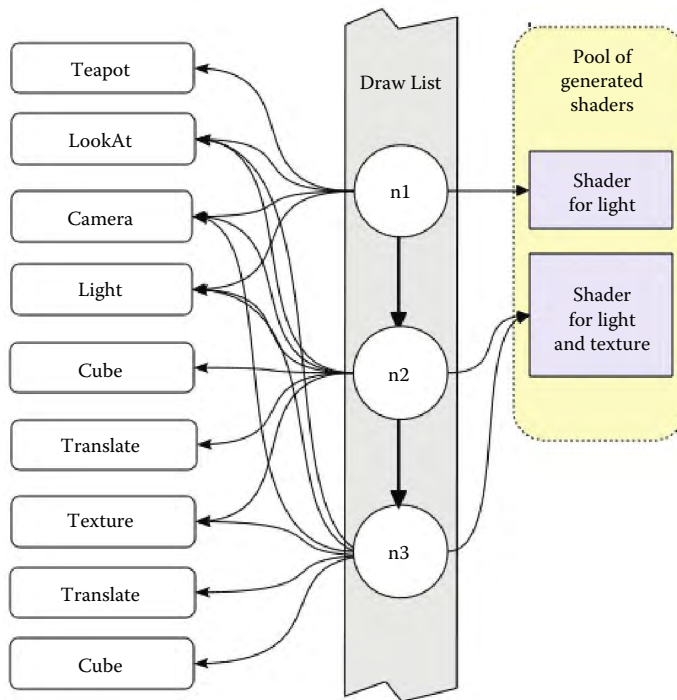 Teapot
LookAt
Camera
Light
Cube
Translate
Texture
Translate
Cube
Draw List
n1
n2
n3
Pool of
generated
shaders
Shader
for light
Shader
for light
and texture